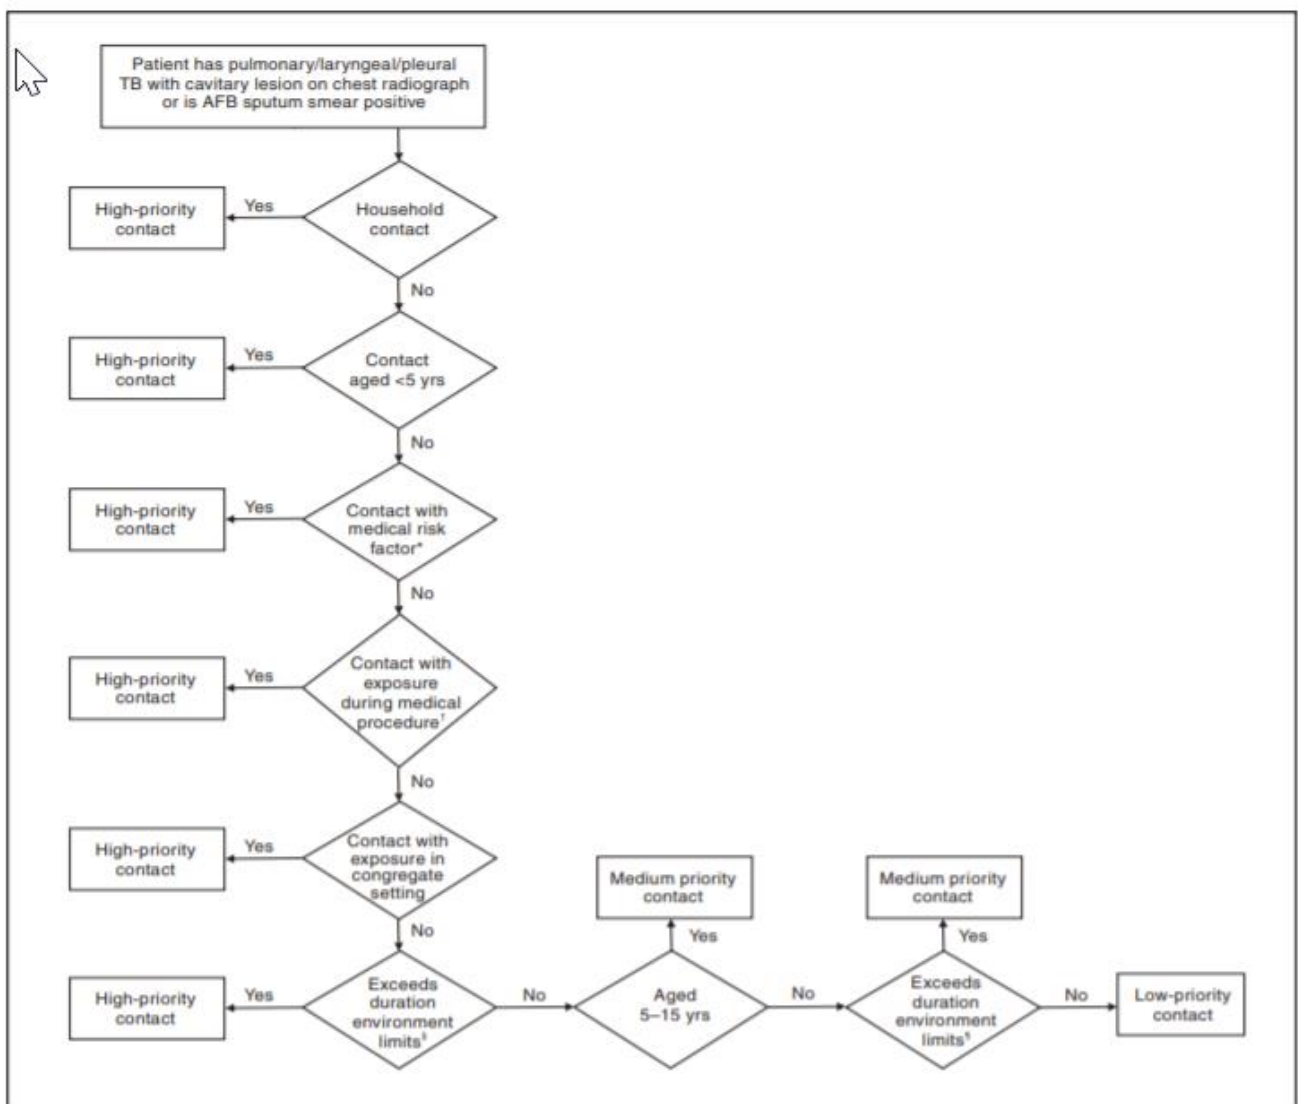 Patient has pulmonary/laryngeal/pleural
TB with cavitary lesion on chest radiograph
or is AFB sputum smear positive
High-priority
contact
Yes
Household
contact
No
High-priority
contact
Yes
Contact
aged <5 yrs
No
High-priority
contact
Yes
Contact with
medical risk
factor*
No
High-priority
contact
Yes
Contact with
exposure
during medical
procedure†
No
High-priority
contact
Yes
Contact with
exposure in
congregate
setting
No
High-priority
contact
Yes
Exceeds
duration
environment
limits§
No
Medium priority
contact
Yes
Aged
5–15 yrs
No
Medium priority
contact
Yes
Exceeds
duration
environment
limits¶
No
Low-priority
contact